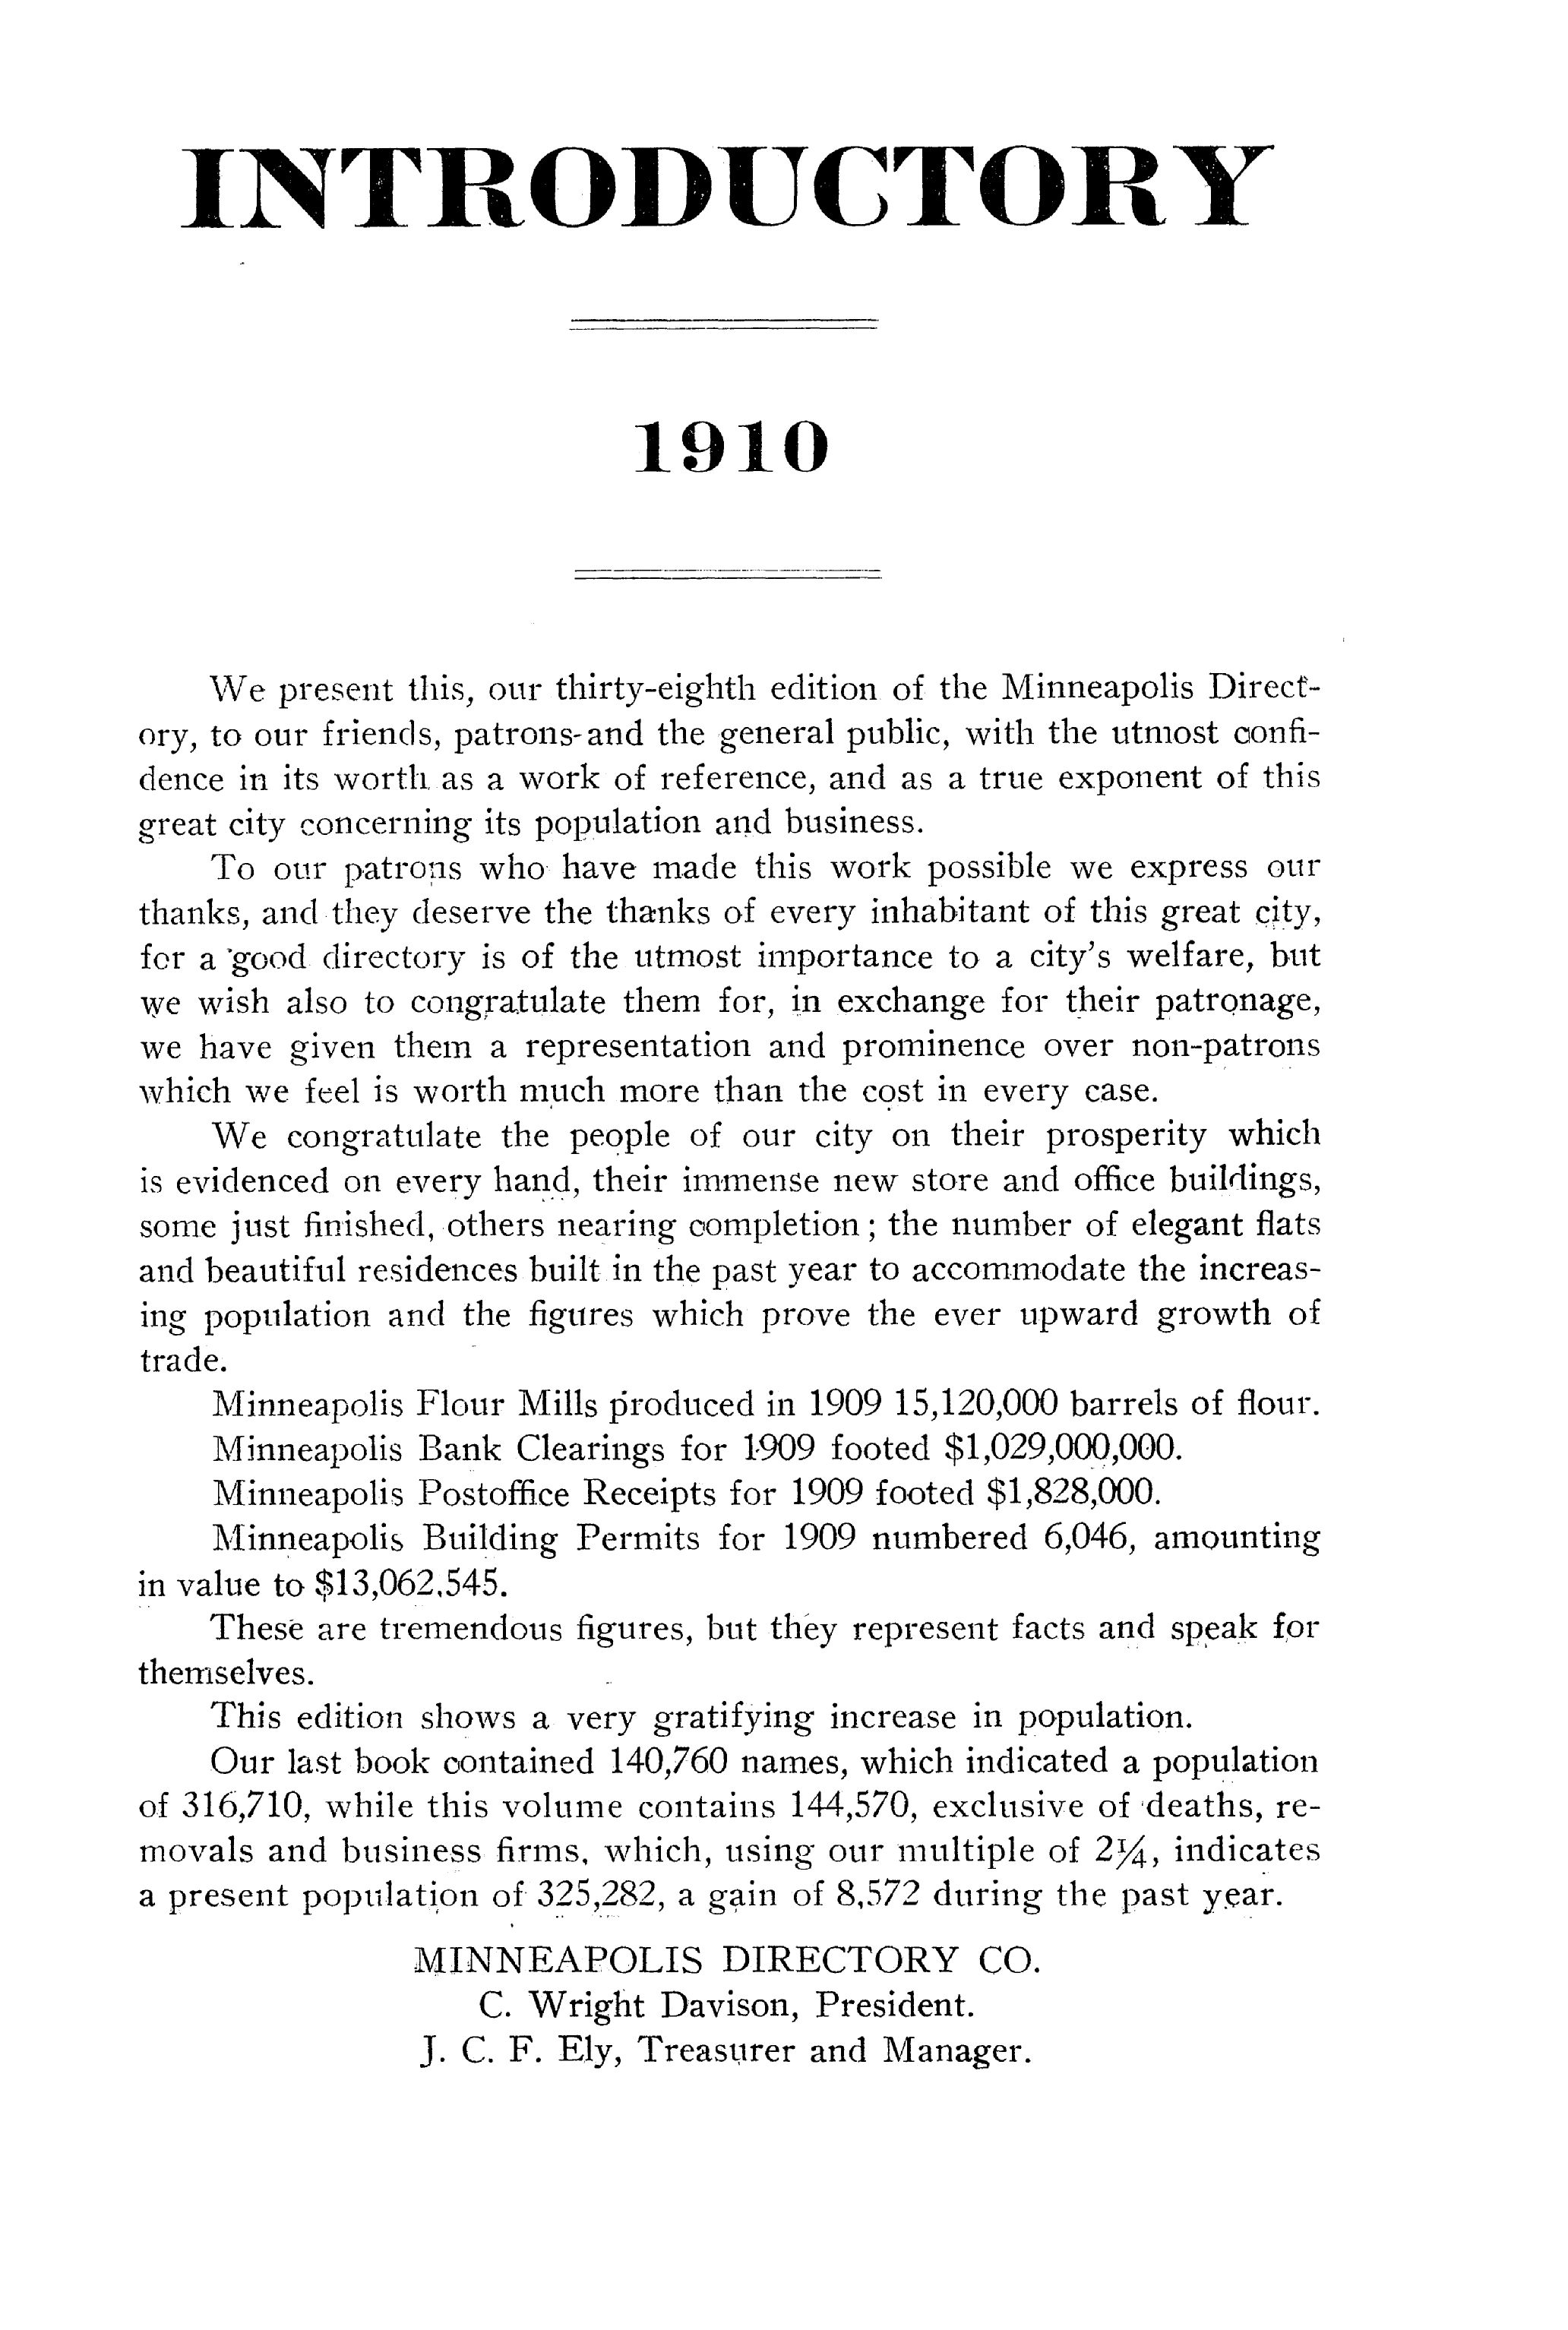 INTRODUCTORY
1910
We present this, our thirty-eighth edition of the Minneapolis Direct-
ory, to our friends, patrons and the general public, with the utmost confi-
dence in its worth as a work of reference, and as a true exponent of this
great city concerning its population and business.
To our patrons who have made this work possible we express our
thanks, and they deserve the thanks of every inhabitant of this great city,
for a good directory is of the utmost importance to a city's welfare, but
we wish also to congratulate them for, in exchange for their patronage,
we have given them a representation and prominence over non-patrons
which we feel is worth much more than the cost in every case.
We congratulate the people of our city on their prosperity which
is evidenced on every hand, their immense new store and office buildings,
some just finished, others nearing completion; the number of elegant flats
and beautiful residences built in the past year to accommodate the increas-
ing population and the figures which prove the ever upward growth of
trade.
Minneapolis Flour Mills produced in 1909 15,120,000 barrels of flour.
Minneapolis Bank Clearings for 1909 footed $1,029,000,000.
Minneapolis Postoffice Receipts for 1909 footed $1,828,000.
Minneapolis Building Permits for 1909 numbered 6,046, amounting
in value to $13,062,545.
These are tremendous figures, but they represent facts and speak for
themselves.
This edition shows a very gratifying increase in population.
Our last book contained 140,760 names, which indicated a population
of 316,710, while this volume contains 144,570, exclusive of deaths, re-
movals and business firms, which, using our multiple of 2¼, indicates
a present population of 325,282, a gain of 8,572 during the past year.
MINNEAPOLIS DIRECTORY CO.
C. Wright Davison, President.
J. C. F. Ely, Treasurer and Manager.